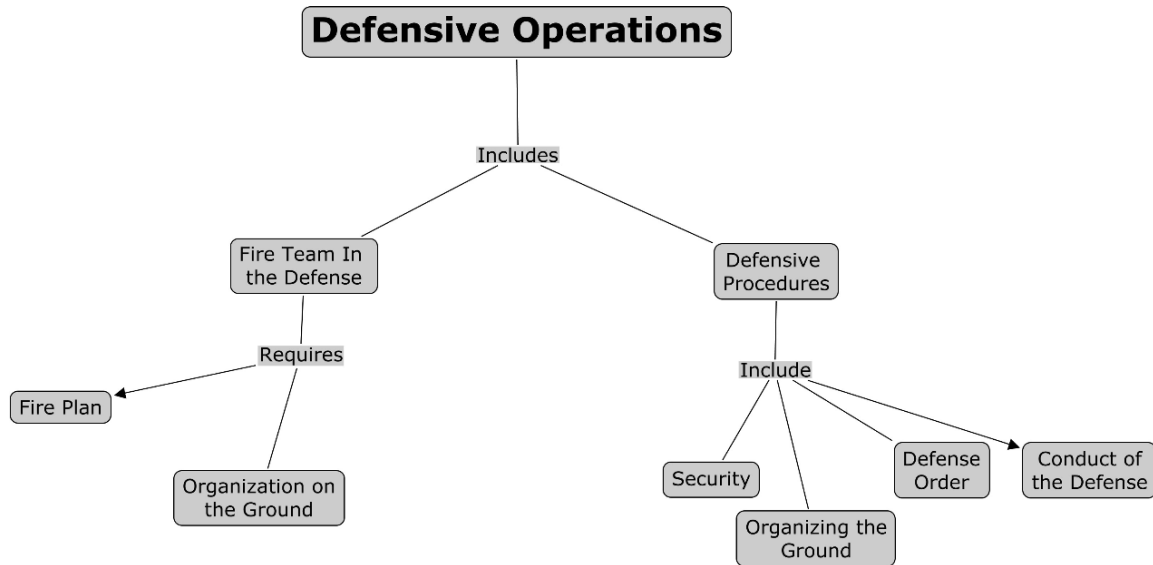 Defensive Operations
Includes
Fire Team In
the Defense
Defensive
Procedures
Requires
Include
Fire Plan
Organization on
the Ground
Security
Organizing the
Ground
Defense
Order
Conduct of
the Defense